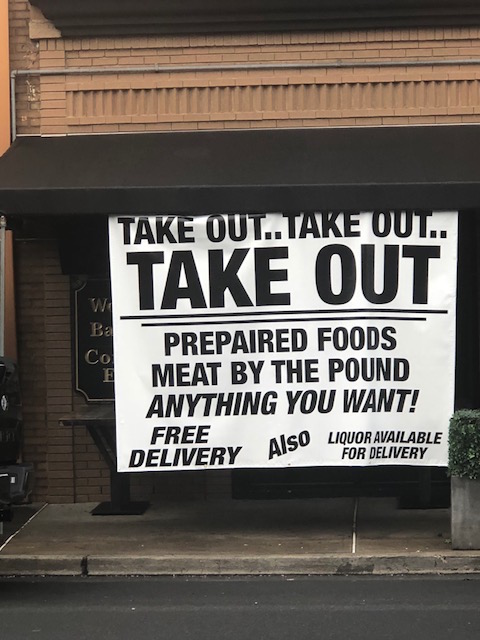 TAKE OUT..TAKE OUT..
TAKE OUT
PREPAIRED FOODS
MEAT BY THE POUND
ANYTHING YOU WANT!
FREE
DELIVERY
Also
LIQUOR AVAILABLE
FOR DELIVERY